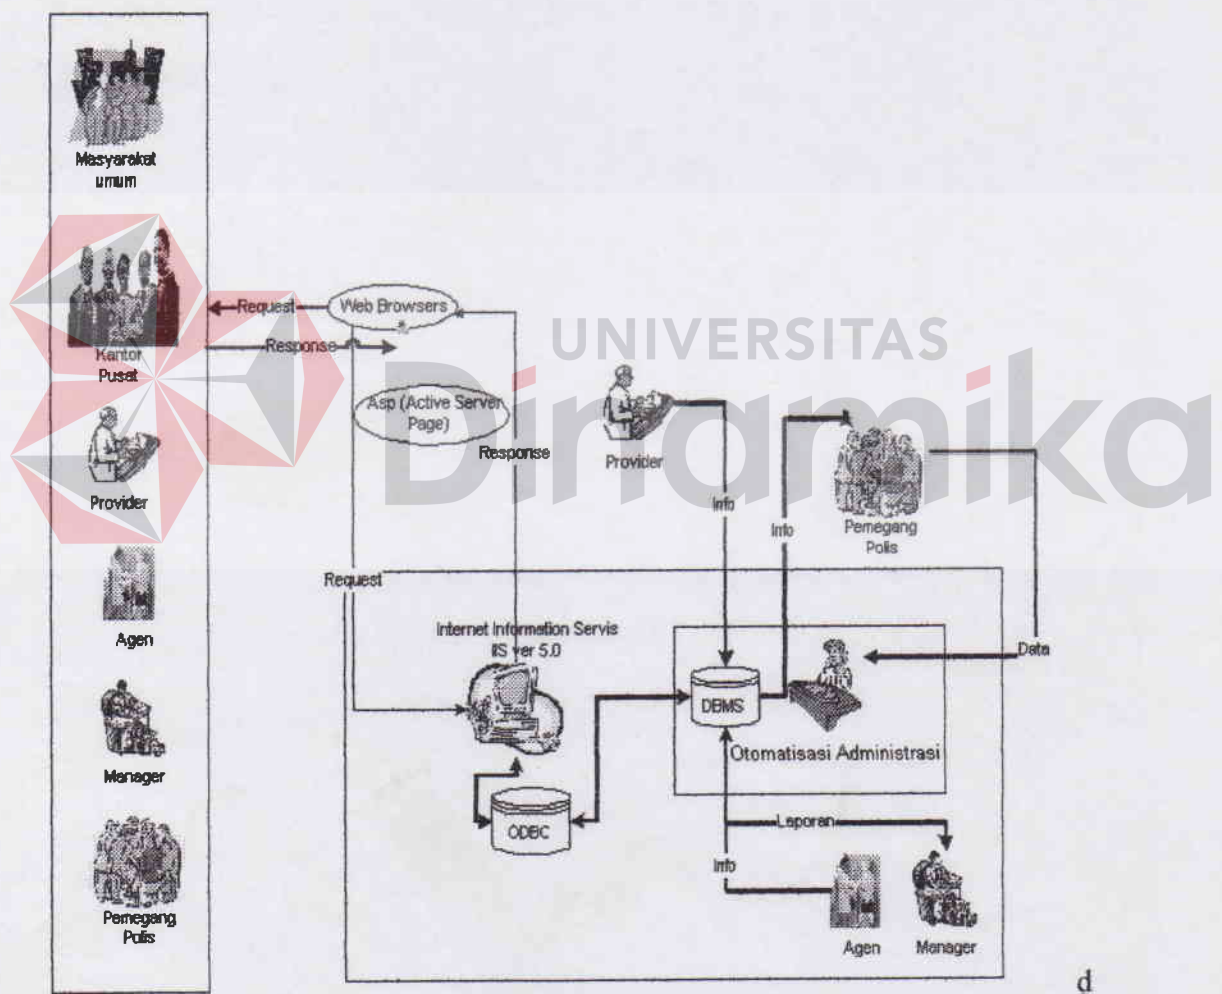 Masyarakat
umum
Kantor
Pusat
Provider
Agen
Manager
Pemegang
Polis
Request
Web Browsers
Response
Asp (Active Server
Page)
Response
Request
UNIVERSITAS
Dinamika
Provider
Info
Info
Pemegang
Polis
Data
Internet Information Servis
IIS ver 5.0
DBMS
Otomatisasi Administrasi
ODBC
Laporan
Info
Agen
Manager
d